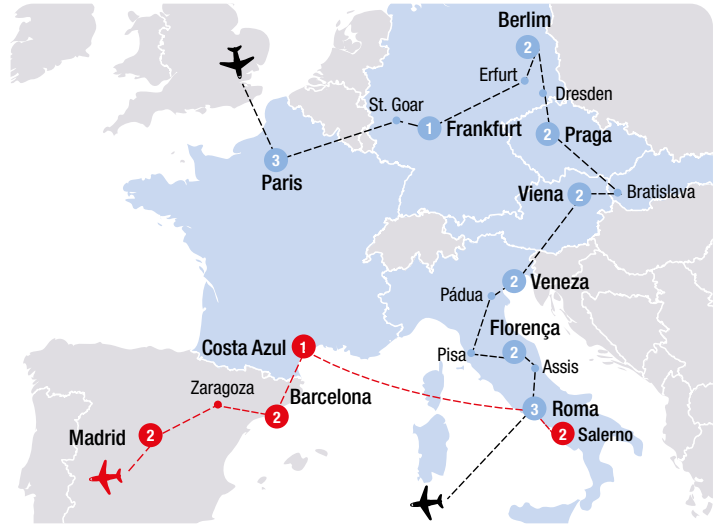 Berlim
2
Erfurt
Dresden
St. Goar
1
Frankfurt
2
Praga
3
Paris
Viena
2
Bratislava
2
Veneza
Pádua
Florença
2
Pisa
Assis
Costa Azul
1
Zaragoza
Barcelona
2
Madrid
2
3
Roma
2
Salerno